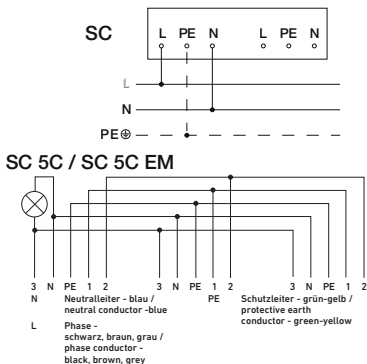 SC
L PE N L PE N
L
N
PE
SC 5C / SC 5C EM
3 N PE 1 2 3 N PE 1 2 3 N PE 1 2
N Neutralleiter - blau /
neutral conductor -blue
L Phase -
schwarz, braun, grau /
phase conductor -
black, brown, grey
PE Schutzleiter - grün-gelb /
protective earth
conductor - green-yellow